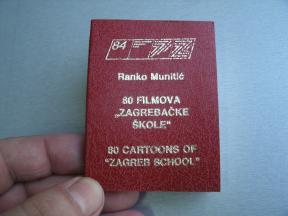 84
Ranko Munitić
80 FILMOVA
„ZAGREBAČKE
ŠKOLE"
80 CARTOONS OF
"ZAGREB SCHOOL"